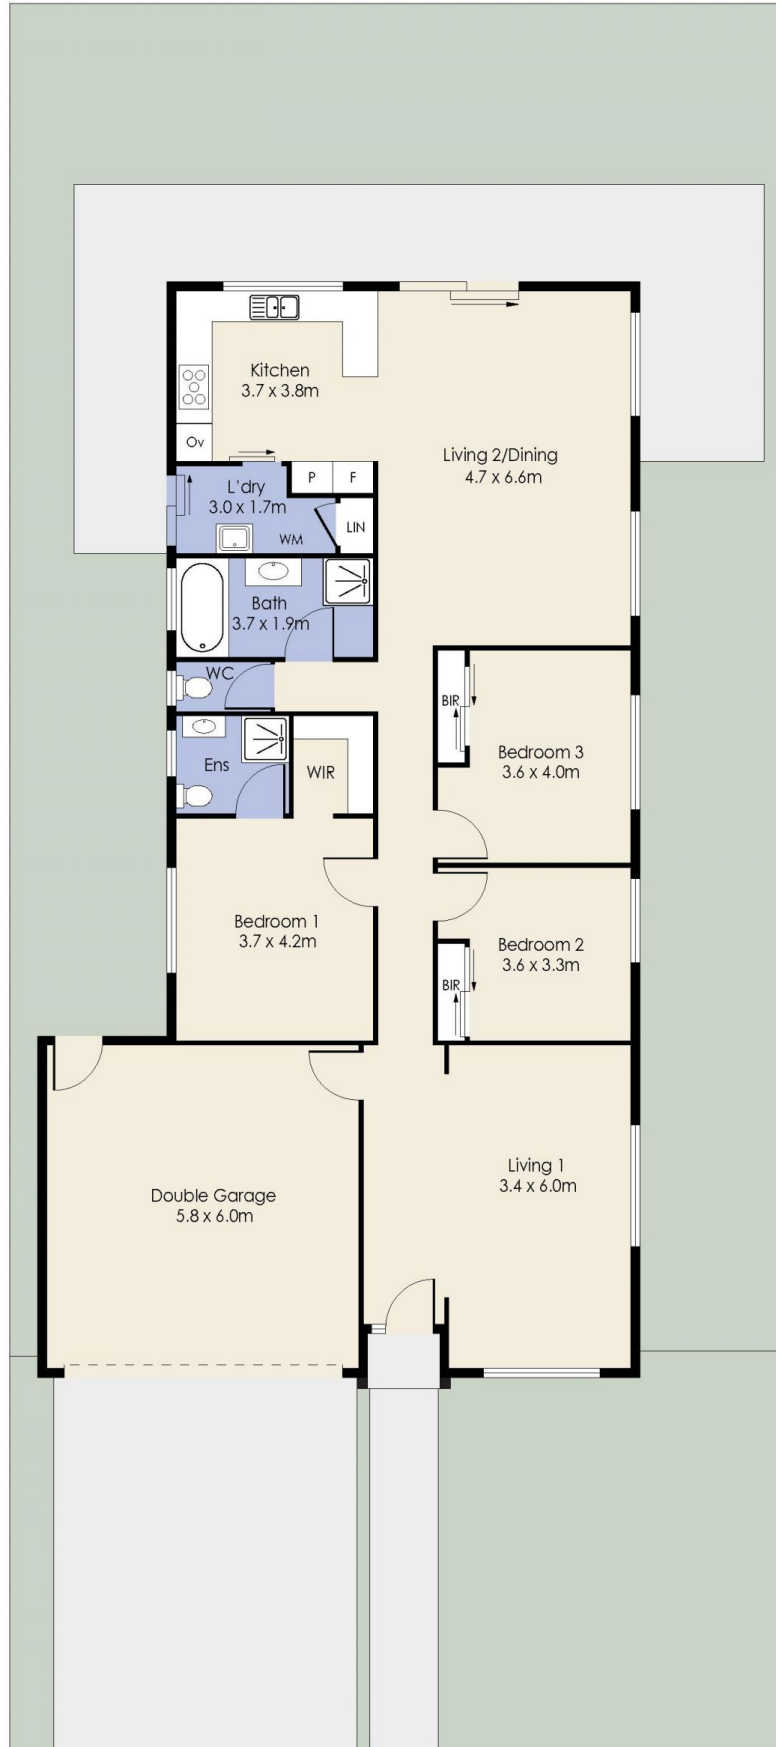 Kitchen
3.7 x 3.8m
Ov
P
F
Living 2/Dining
4.7 x 6.6m
L'dry
3.0 x 1.7m
WM
LIN
Bath
3.7 x 1.9m
WC
BIR
Bedroom 3
3.6 x 4.0m
Ens
WIR
Bedroom 1
3.7 x 4.2m
Bedroom 2
3.6 x 3.3m
BIR
Living 1
3.4 x 6.0m
Double Garage
5.8 x 6.0m